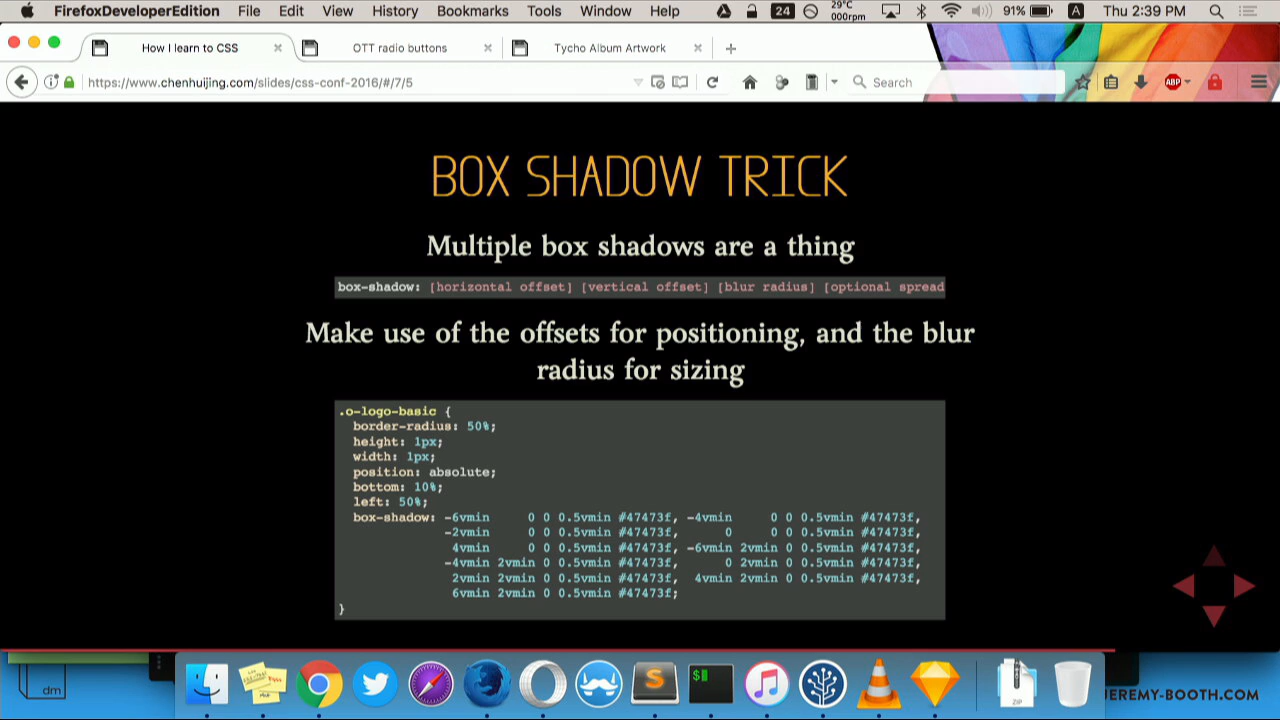 FirefoxDeveloperEdition File Edit View History Bookmarks Tools Window Help 24 29°C 000rpm 91% A Thu 2:39 PM
How I learn to CSS OTT radio buttons Tycho Album Artwork
https://www.chenhuijing.com/slides/css-conf-2016/#/7/5 Search ABP
BOX SHADOW TRICK
Multiple box shadows are a thing
box-shadow: [horizontal offset] [vertical offset] [blur radius] [optional spread
Make use of the offsets for positioning, and the blur
radius for sizing
.o-logo-basic {
border-radius: 50%;
height: 1px;
width: 1px;
position: absolute;
bottom: 10%;
left: 50%;
box-shadow: -6vmin 0 0 0.5vmin #47473f, -4vmin 0 0 0.5vmin #47473f,
-2vmin 0 0 0.5vmin #47473f, 0 0 0 0.5vmin #47473f,
4vmin 0 0 0.5vmin #47473f, -6vmin 2vmin 0 0.5vmin #47473f,
-4vmin 2vmin 0 0.5vmin #47473f, 0 2vmin 0 0.5vmin #47473f,
2vmin 2vmin 0 0.5vmin #47473f, 4vmin 2vmin 0 0.5vmin #47473f,
6vmin 2vmin 0 0.5vmin #47473f;
}
dm
S
$
ZIP
JEREMY-BOOTH.COM